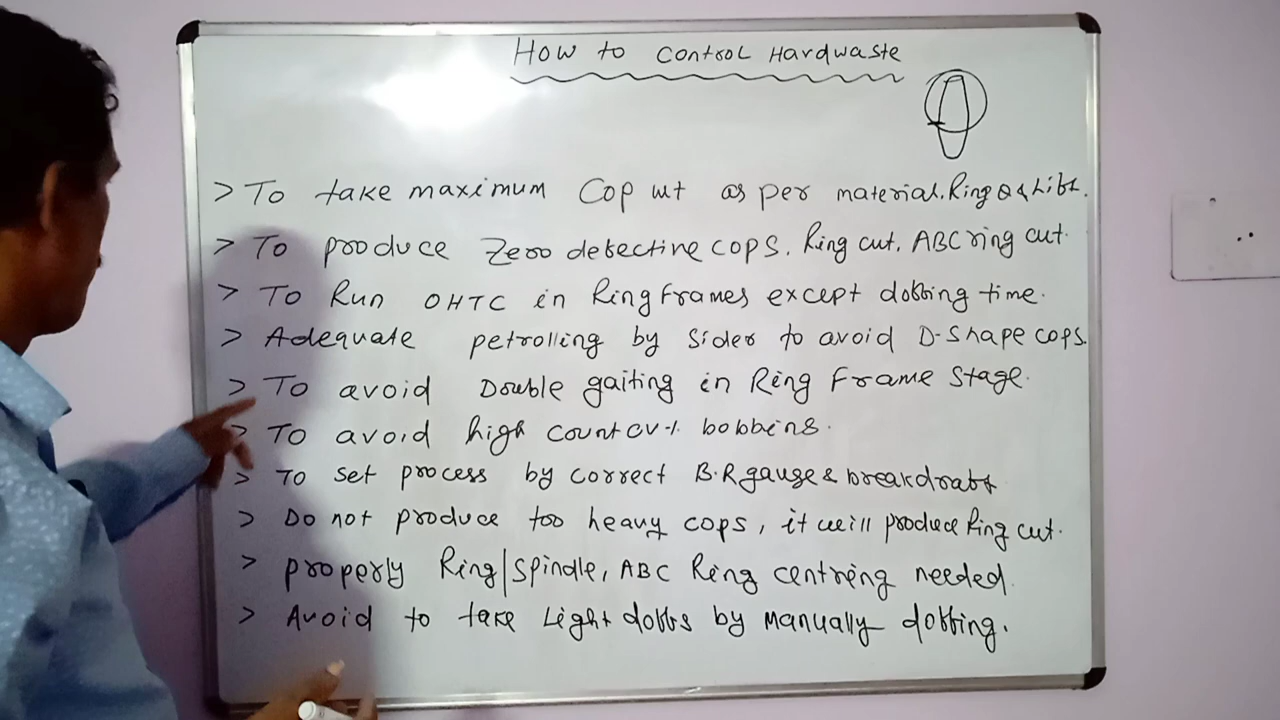 How to Control Hardwaste
> To take maximum Cop wt as per material. Ring θ & Lift.
> To produce Zero defective cops. Ring cut. ABC ring cut.
> To Run OHTC in Ring frames except doffing time.
> Adequate petrolling by Sider to avoid D-Shape cops.
> To avoid Double gaiting in Ring Frame Stage.
> To avoid high count cv% bobbins.
> To set process by correct B.R gauge & breakdraft
> Do not produce too heavy cops, it will produce Ring cut.
> properly Ring/Spindle, ABC Ring centring needed.
> Avoid to take Light doffs by Manually doffing.